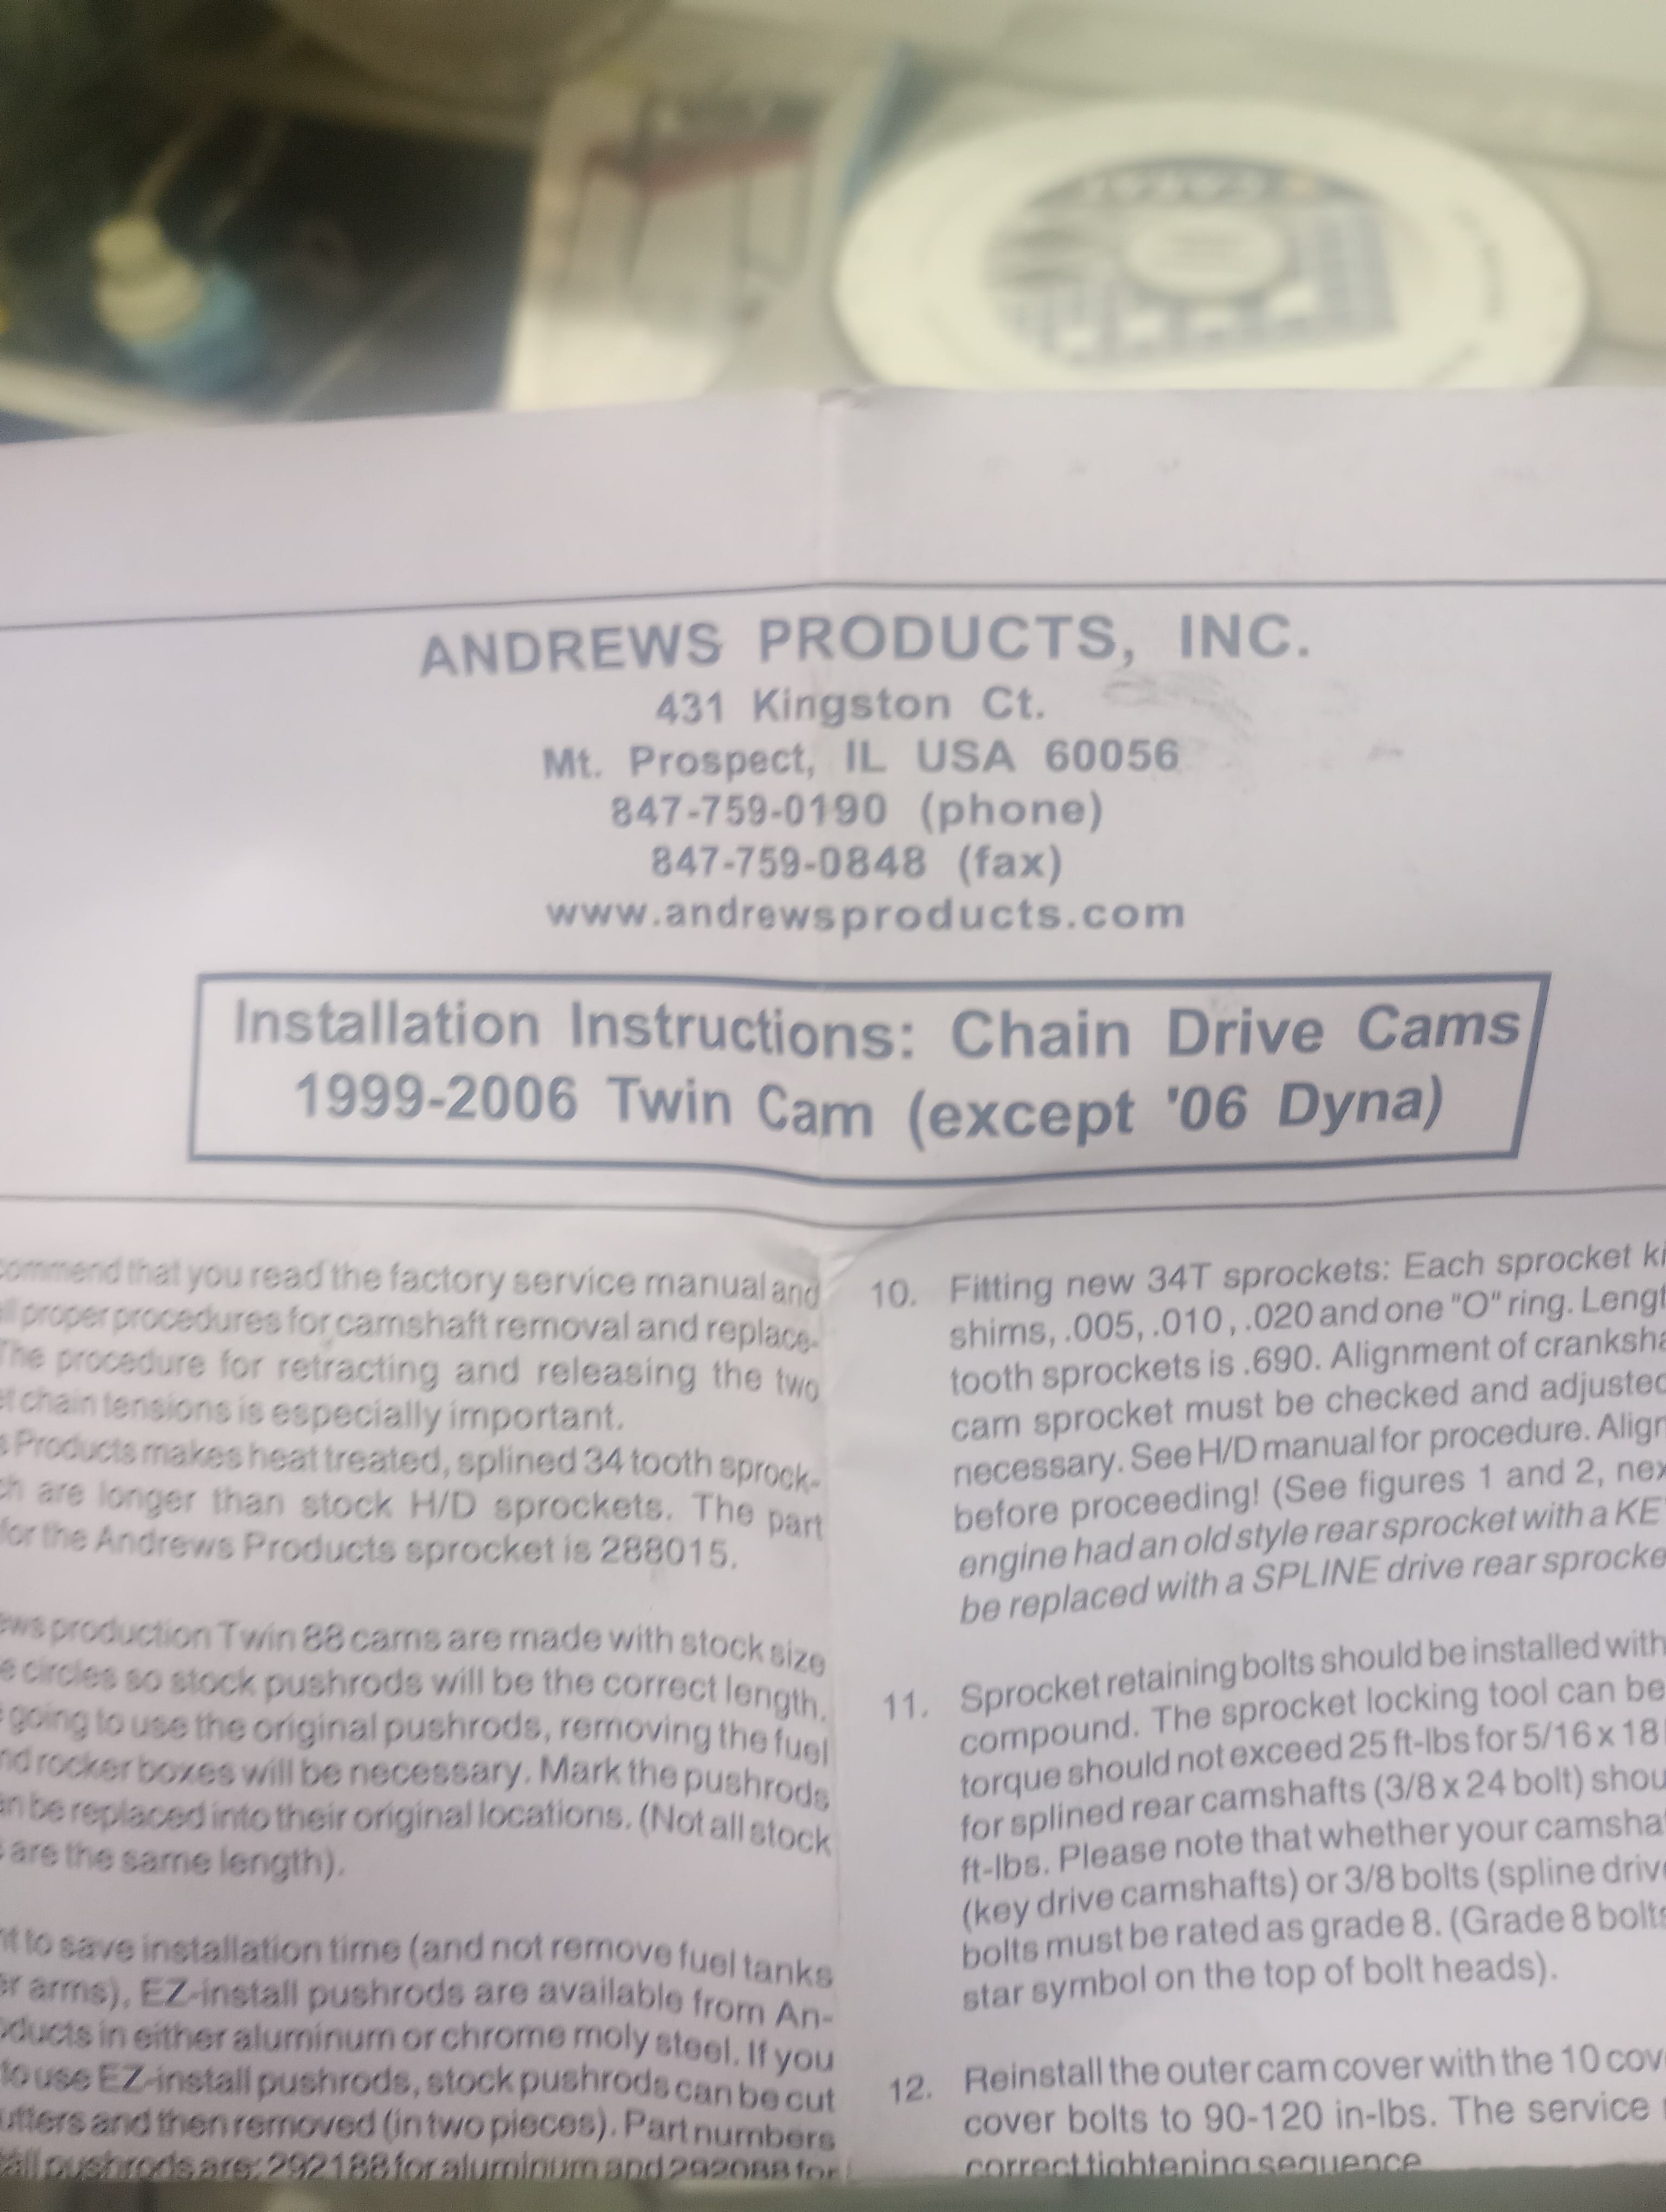 ANDREWS PRODUCTS, INC.
431 Kingston Ct.
Mt. Prospect, IL USA 60056
847-759-0190 (phone)
847-759-0848 (fax)
www.andrewsproducts.com
Installation Instructions: Chain Drive Cams
1999-2006 Twin Cam (except '06 Dyna)
that you read the factory service manual and
proper procedures for camshaft removal and replace-
The procedure for retracting and releasing the two
chain tensions is especially important.
Products makes heat treated, splined 34 tooth sprock-
are longer than stock H/D sprockets. The part
for the Andrews Products sprocket is 288015.
production Twin 88 cams are made with stock size
circles so stock pushrods will be the correct length.
going to use the original pushrods, removing the fuel
rocker boxes will be necessary. Mark the pushrods
be replaced into their original locations. (Not all stock
are the same length).
to save installation time (and not remove fuel tanks
arms), EZ-install pushrods are available from An-
in either aluminum or chrome moly steel. If you
to use EZ-install pushrods, stock pushrods can be cut
and then removed (in two pieces). Part numbers
pushrods are: 292188 for aluminum and 292088 for
10. Fitting new 34T sprockets: Each sprocket
shims, .005, .010, .020 and one "O" ring.
tooth sprockets is .690. Alignment of
cam sprocket must be checked and adjusted
necessary. See H/D manual for procedure.
before proceeding! (See figures 1 and 2,
engine had an old style rear sprocket with a
be replaced with a SPLINE drive rear
11. Sprocket retaining bolts should be installed with
compound. The sprocket locking tool can be
torque should not exceed 25 ft-lbs for 5/16 x 18
for splined rear camshafts (3/8 x 24 bolt)
ft-lbs. Please note that whether your
(key drive camshafts) or 3/8 bolts (spline
bolts must be rated as grade 8. (Grade 8 bolts
star symbol on the top of bolt heads).
12. Reinstall the outer cam cover with the 10
cover bolts to 90-120 in-lbs. The service
correct tightening sequence